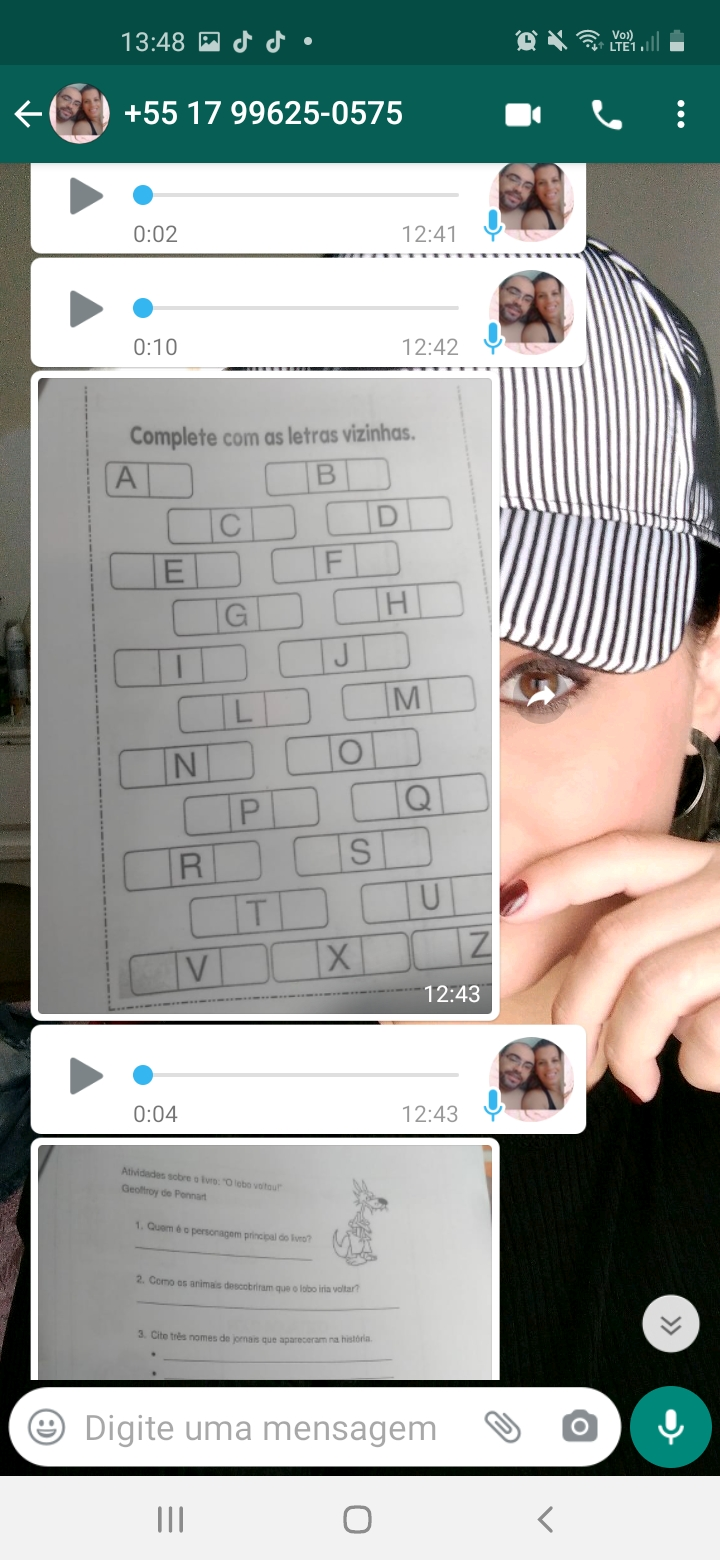 13:48
Vo)) LTE1
+55 17 99625-0575
0:02 12:41
0:10 12:42
Complete com as letras vizinhas.
A B
C D
E F
G H
I J
L M
N O
P Q
R S
T U
V X Z
12:43
0:04 12:43
Atividades sobre o livro: "O lobo voltou!"
Geoffroy de Pennart
1. Quem é o personagem principal do livro?
2. Como os animais descobriram que o lobo iria voltar?
3. Cite três nomes de jornais que apareceram na história.
Digite uma mensagem